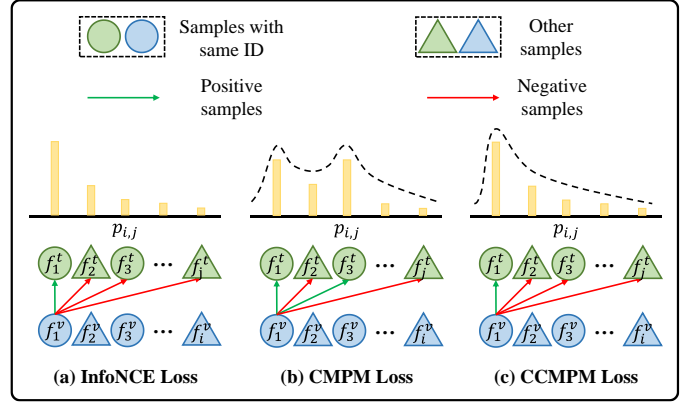 Samples with
same ID
Other
samples
Positive
samples
Negative
samples
p_{i,j}
f_1^t f_2^t f_3^t ··· f_j^t
f_1^v f_2^v f_3^v ··· f_i^v
f_1^t f_2^t f_3^t ··· f_j^t
f_1^v f_2^v f_3^v ··· f_i^v
f_1^t f_2^t f_3^t ··· f_j^t
f_1^v f_2^v f_3^v ··· f_i^v
p_{i,j}
p_{i,j}
(a) InfoNCE Loss
(b) CMPM Loss
(c) CCMPM Loss